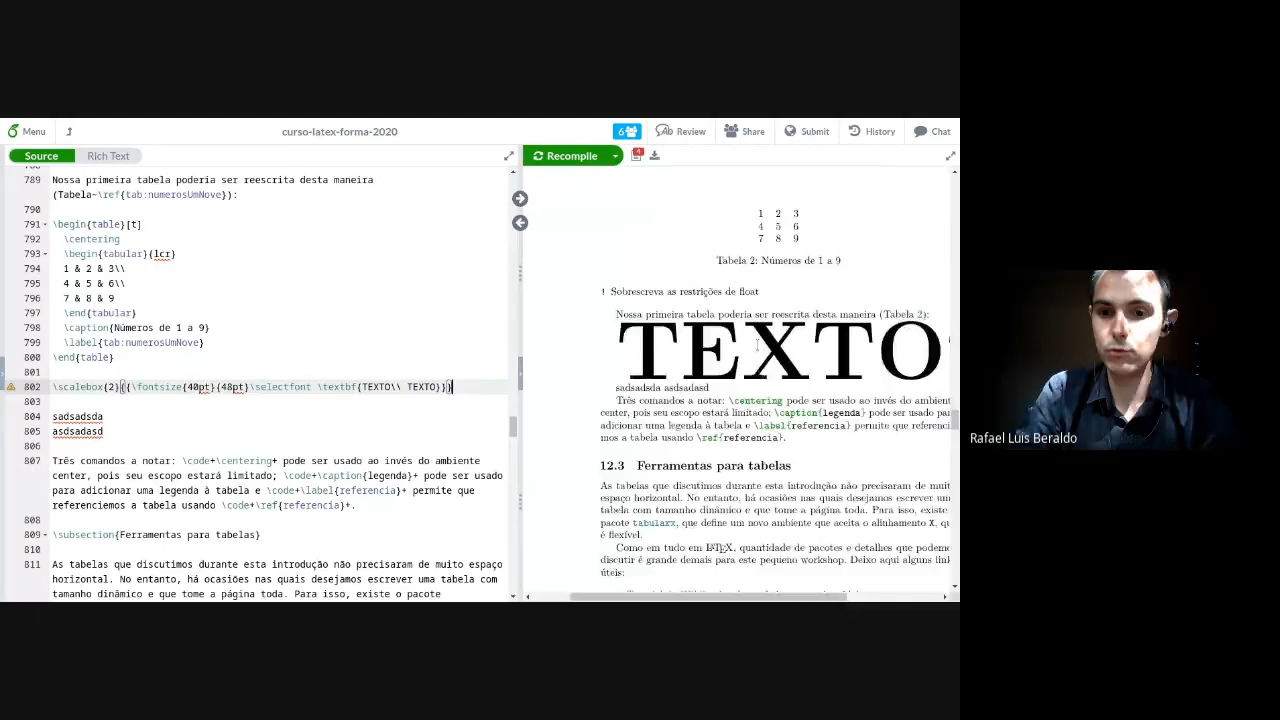 Menu
curso-latex-forma-2020
6
Review
Share
Submit
History
Chat
Source
Rich Text
Recompile
789 Nossa primeira tabela poderia ser reescrita desta maneira
(Tabela~\ref{tab:numerosUmNove}):
790
791 \begin{table}[t]
792 \centering
793 \begin{tabular}{lcr}
794 1 & 2 & 3\\
795 4 & 5 & 6\\
796 7 & 8 & 9
797 \end{tabular}
798 \caption{Números de 1 a 9}
799 \label{tab:numerosUmNove}
800 \end{table}
801
802 \scalebox{2}{{\fontsize{40pt}{48pt}\selectfont \textbf{TEXTO\\ TEXTO}}}
803
804 sadsadsda
805 asdsadasd
806
807 Três comandos a notar: \code+\centering+ pode ser usado ao invés do ambiente
center, pois seu escopo estará limitado; \code+\caption{legenda}+ pode ser usado
para adicionar uma legenda à tabela e \code+\label{referencia}+ permite que
referenciemos a tabela usando \code+\ref{referencia}+.
808
809 \subsection{Ferramentas para tabelas}
810
811 As tabelas que discutimos durante esta introdução não precisaram de muito espaço
horizontal. No entanto, há ocasiões nas quais desejamos escrever uma tabela com
tamanho dinâmico e que tome a página toda. Para isso, existe o pacote
1 2 3
4 5 6
7 8 9
Tabela 2: Números de 1 a 9
! Sobrescreva as restrições de float
Nossa primeira tabela poderia ser reescrita desta maneira (Tabela 2):
TEXTO
sadsadsda asdsadasd
Três comandos a notar: \centering pode ser usado ao invés do ambient
center, pois seu escopo estará limitado; \caption{legenda} pode ser usado par
adicionar uma legenda à tabela e \label{referencia} permite que referenci
mos a tabela usando \ref{referencia}.
12.3 Ferramentas para tabelas
As tabelas que discutimos durante esta introdução não precisaram de muit
espaço horizontal. No entanto, há ocasiões nas quais desejamos escrever um
tabela com tamanho dinâmico e que tome a página toda. Para isso, existe
pacote tabularx, que define um novo ambiente que aceita o alinhamento X, qu
é flexível.
Como em tudo em LATEX, quantidade de pacotes e detalhes que podemo
discutir é grande demais para este pequeno workshop. Deixo aqui alguns link
úteis:
Rafael Luis Beraldo